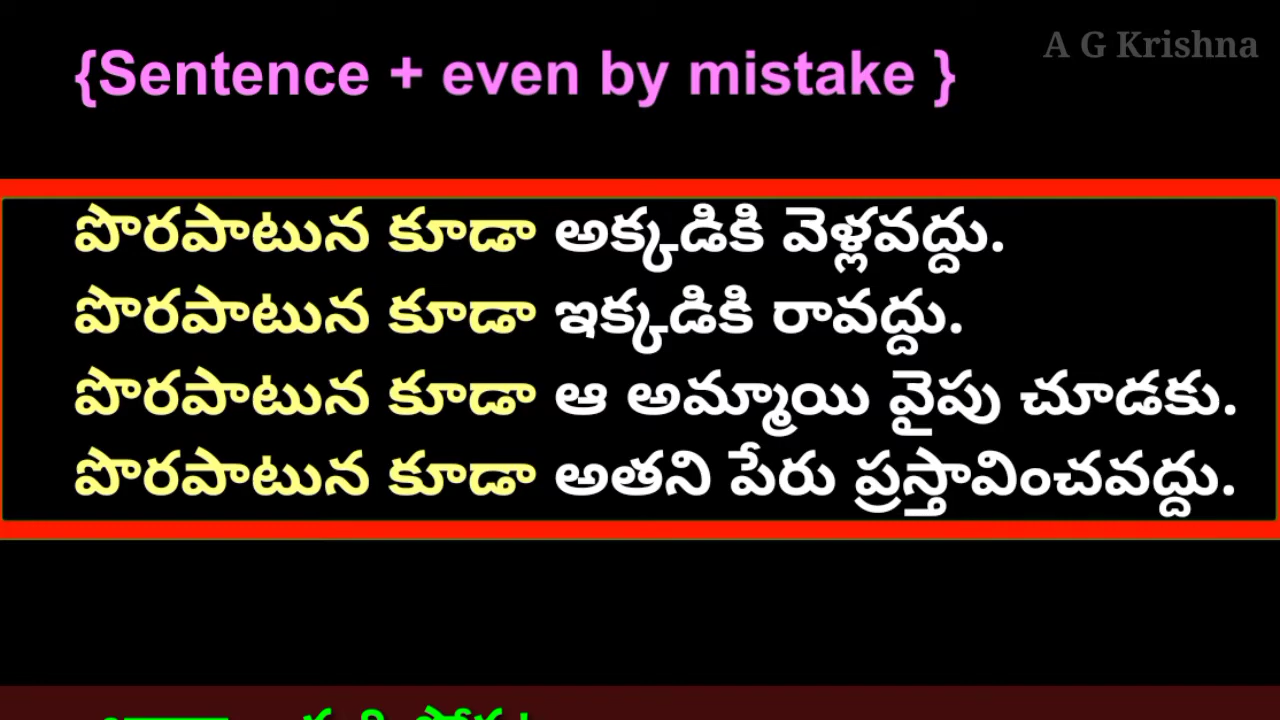 A G Krishna
{Sentence + even by mistake }
పొరపాటున కూడా అక్కడికి వెళ్లవద్దు.
పొరపాటున కూడా ఇక్కడికి రావద్దు.
పొరపాటున కూడా ఆ అమ్మాయి వైపు చూడకు.
పొరపాటున కూడా అతని పేరు ప్రస్తావించవద్దు.